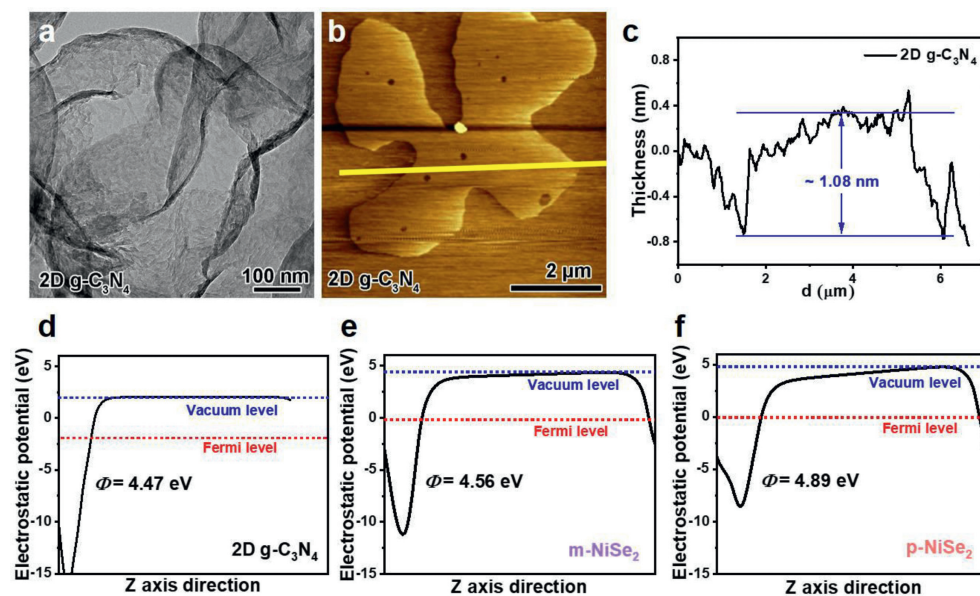 a
2D g-C₃N₄
100 nm
b
2D g-C₃N₄
2 μm
c
2D g-C₃N₄
Thickness (nm)
0.8
0.4
0.0
-0.4
-0.8
~ 1.08 nm
0 2 4 6
d (μm)
d
Electrostatic potential (eV)
5
0
-5
-10
-15
Vacuum level
Fermi level
Φ= 4.47 eV
2D g-C₃N₄
Z axis direction
e
Electrostatic potential (eV)
5
0
-5
-10
-15
Vacuum level
Fermi level
Φ= 4.56 eV
m-NiSe₂
Z axis direction
f
Electrostatic potential (eV)
5
0
-5
-10
-15
Vacuum level
Fermi level
Φ= 4.89 eV
p-NiSe₂
Z axis direction